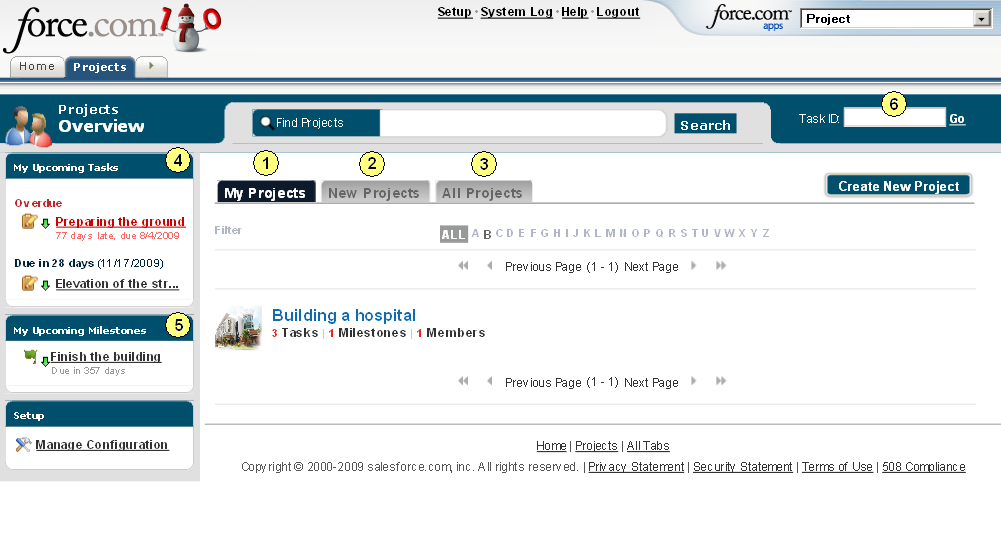 force.com
Setup · System Log · Help · Logout
force.com apps
Project
Home Projects
Projects
Overview
Find Projects
Search
Task ID:
Go
6
My Upcoming Tasks
4
Overdue
Preparing the ground
77 days late, due 8/4/2009
Due in 28 days (11/17/2009)
Elevation of the str...
My Upcoming Milestones
5
Finish the building
Due in 357 days
Setup
Manage Configuration
1 2 3
My Projects New Projects All Projects
Create New Project
Filter
ALL A B C D E F G H I J K L M N O P Q R S T U V W X Y Z
Previous Page (1 - 1) Next Page
Building a hospital
3 Tasks | 1 Milestones | 1 Members
Previous Page (1 - 1) Next Page
Home | Projects | All Tabs
Copyright © 2000-2009 salesforce.com, inc. All rights reserved. | Privacy Statement | Security Statement | Terms of Use | 508 Compliance